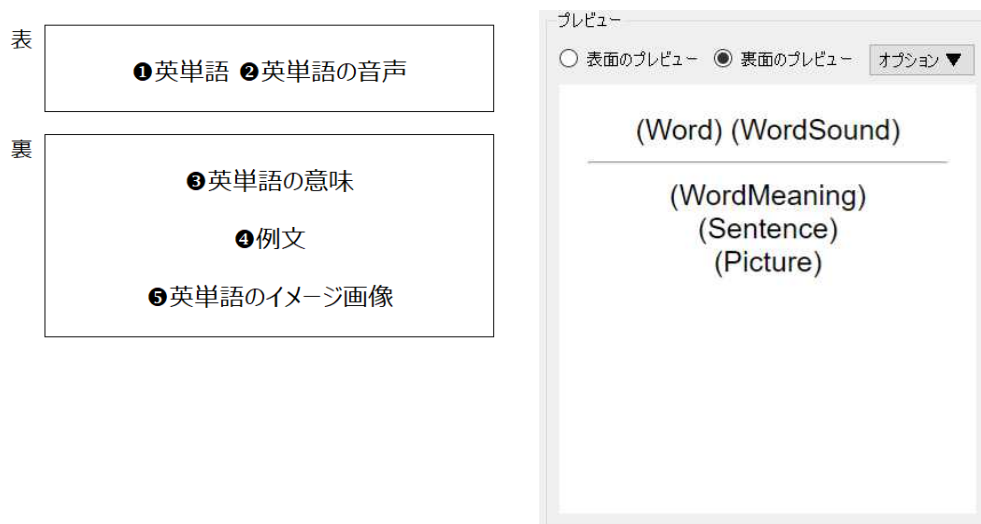 表
❶英単語 ❷英単語の音声
裏
❸英単語の意味
❹例文
❺英単語のイメージ画像
プレビュー
表面のプレビュー 裏面のプレビュー オプション ▼
(Word) (WordSound)
(WordMeaning)
(Sentence)
(Picture)